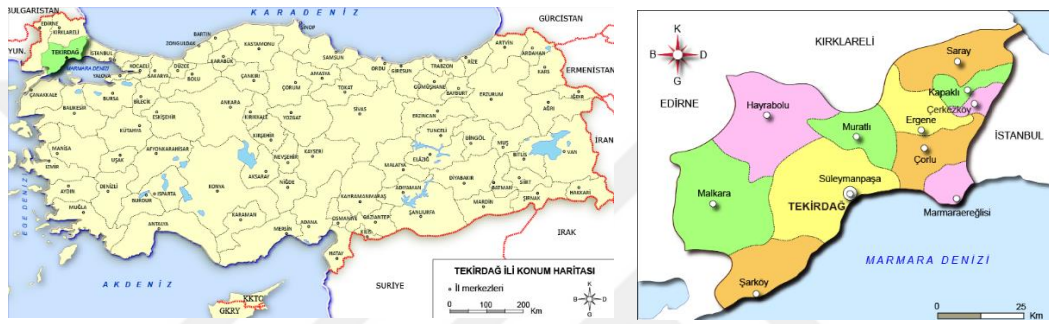 BULGARISTAN
KARADENİZ
GÜRCISTAN
EDİRNE
KIRKLARELİ
YUN.
TEKİRDAĞ
İSTANBUL
MARMARA DENİZİ
YALOVA
KOCAELİ
SAKARYA
DÜZCE
BOLU
ZONGULDAK
BARTIN
KARABÜK
KASTAMONU
SİNOP
ÇANKIRI
ÇORUM
AMASYA
SAMSUN
TOKAT
ORDU
GİRESUN
TRABZON
RİZE
ARTVİN
ARDAHAN
KARS
GÜMÜŞHANE
BAYBURT
ERZURUM
ERMENİSTAN
IĞDIR
AĞRI
ÇANAKKALE
BALIKESİR
BURSA
BİLECİK
ESKİŞEHİR
KÜTAHYA
ANKARA
KIRIKKALE
YOZGAT
KIRŞEHİR
SİVAS
ERZİNCAN
TUNCELİ
BİNGÖL
MUŞ
BİTLİS
VAN
İRAN
MANİSA
İZMİR
UŞAK
AFYONKARAHİSAR
AKSARAY
NEVŞEHİR
KAYSERİ
NİĞDE
MALATYA
ELAZIĞ
DİYARBAKIR
BATMAN
SİİRT
ŞIRNAK
HAKKARİ
EGE DENİZİ
AYDIN
DENİZLİ
MUĞLA
BURDUR
ISPARTA
ANTALYA
KONYA
KARAMAN
MERSİN
ADANA
OSMANİYE
KAHRAMANMARAŞ
GAZİANTEP
KİLİS
ADIYAMAN
ŞANLIURFA
MARDİN
HATAY
AKDENİZ
KKTC
GKRY
SURİYE
IRAK
TEKİRDAĞ İLİ KONUM HARİTASI
İl merkezleri
0 100 200
Km
K
B D
G
KIRKLARELİ
EDİRNE
İSTANBUL
Saray
Kapaklı
Çerkezköy
Hayrabolu
Muratlı
Ergene
Çorlu
Malkara
Süleymanpaşa
TEKİRDAĞ
Marmaraereğlisi
Şarköy
MARMARA DENİZİ
0 25
Km